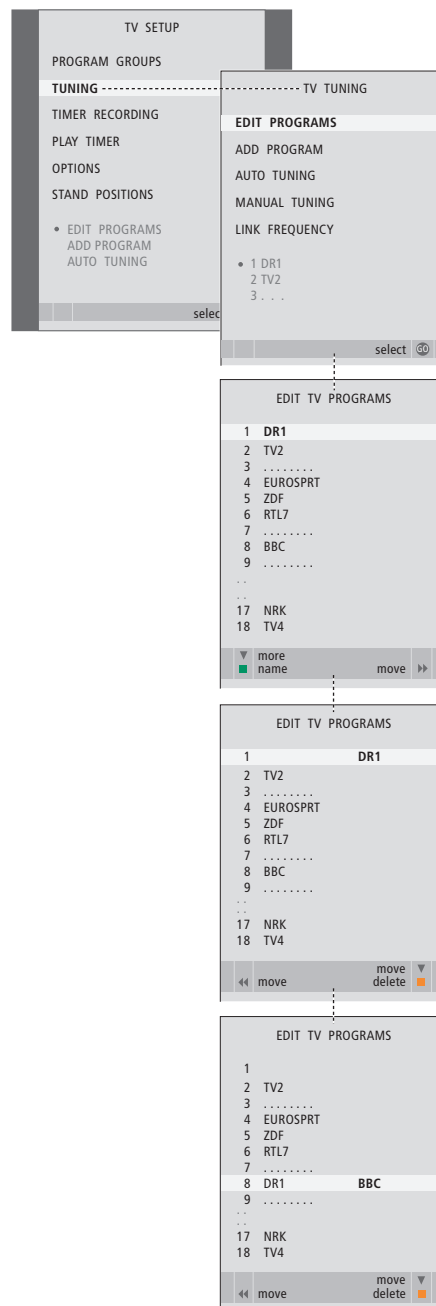 TV SETUP
PROGRAM GROUPS
TUNING
TIMER RECORDING
PLAY TIMER
OPTIONS
STAND POSITIONS
• EDIT PROGRAMS
ADD PROGRAM
AUTO TUNING
selec
TV TUNING
EDIT PROGRAMS
ADD PROGRAM
AUTO TUNING
MANUAL TUNING
LINK FREQUENCY
• 1 DR1
2 TV2
3 . . .
select GO
EDIT TV PROGRAMS
1 DR1
2 TV2
3 . . . . . . . .
4 EUROSPRT
5 ZDF
6 RTL7
7 . . . . . . . .
8 BBC
9 . . . . . . . .
. .
. .
17 NRK
18 TV4
▼ more
name move ▶▶
EDIT TV PROGRAMS
1 DR1
2 TV2
3 . . . . . . . .
4 EUROSPRT
5 ZDF
6 RTL7
7 . . . . . . . .
8 BBC
9 . . . . . . . .
. .
. .
17 NRK
18 TV4
move ▼
◀◀ move delete
EDIT TV PROGRAMS
1
2 TV2
3 . . . . . . . .
4 EUROSPRT
5 ZDF
6 RTL7
7 . . . . . . . .
8 DR1 BBC
9 . . . . . . . .
. .
. .
17 NRK
18 TV4
move ▼
◀◀ move delete